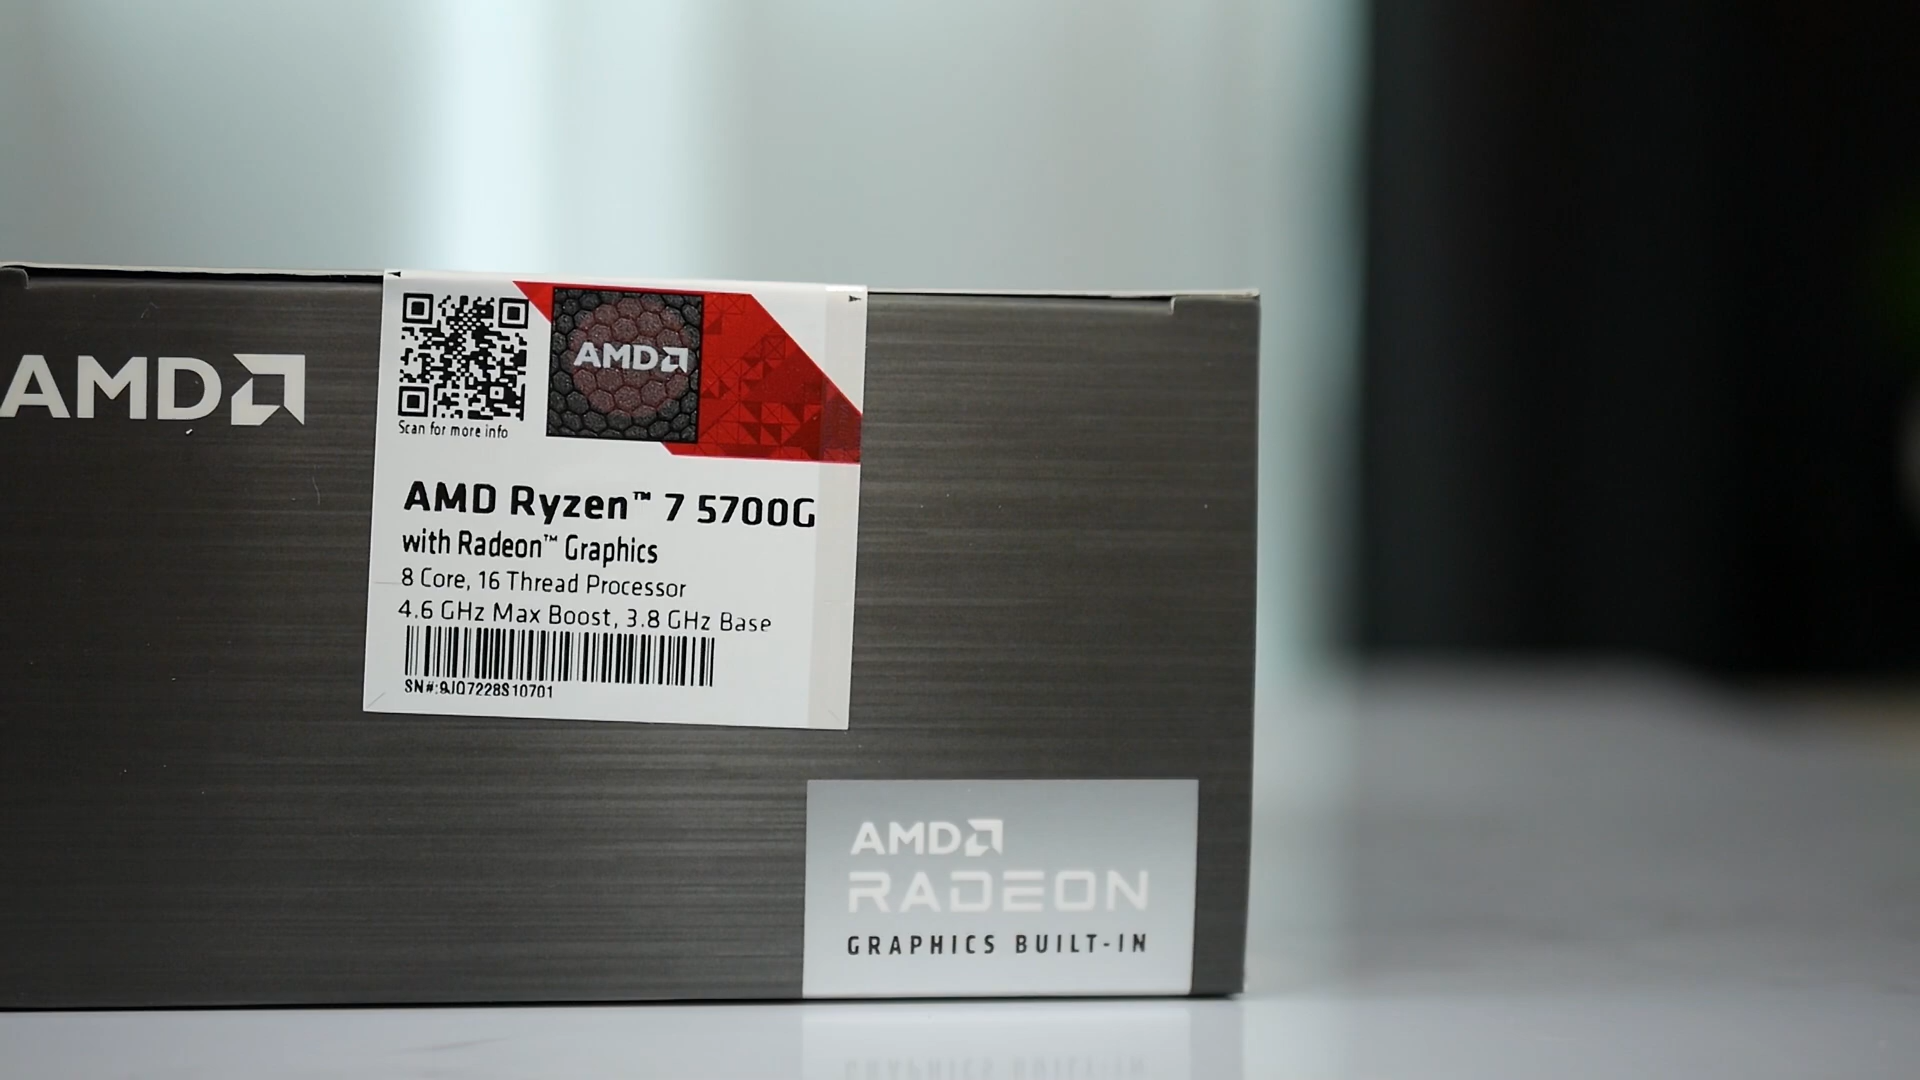 AMD
Scan for more info
AMD
AMD Ryzen™ 7 5700G
with Radeon™ Graphics
8 Core, 16 Thread Processor
4.6 GHz Max Boost, 3.8 GHz Base
SN#:9JQ7228S10701
AMD
RADEON
GRAPHICS BUILT-IN